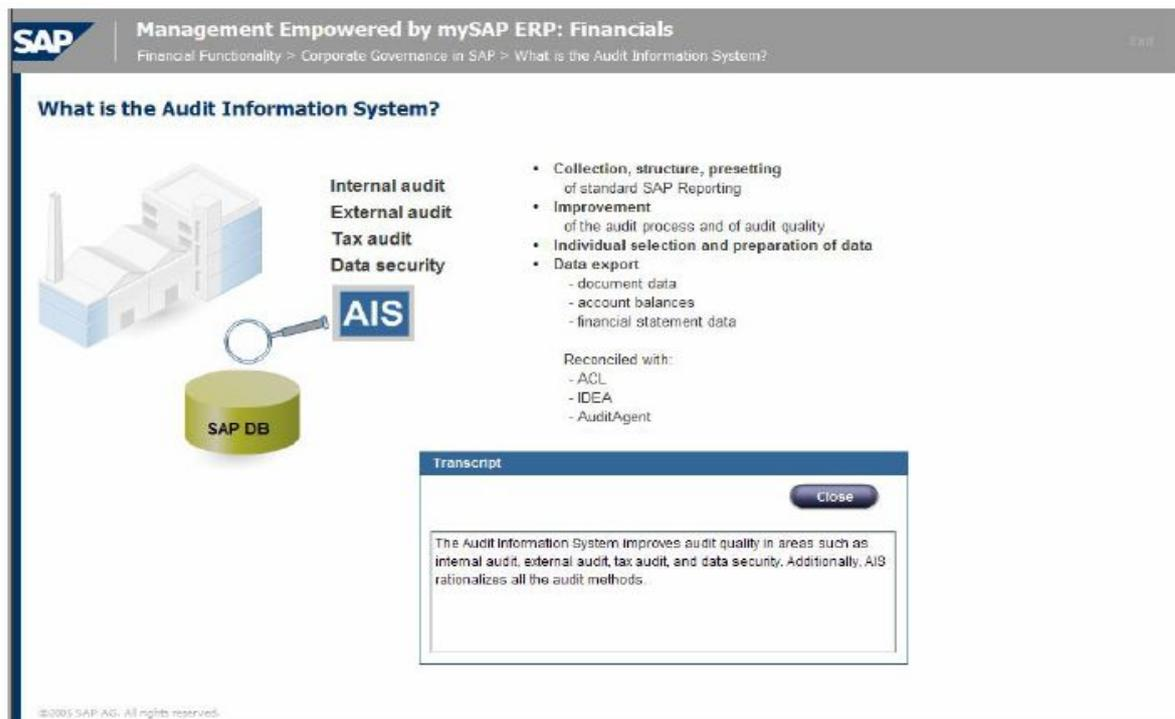 SAP
Management Empowered by mySAP ERP: Financials
Exit
Financial Functionality > Corporate Governance in SAP > What is the Audit Information System?
What is the Audit Information System?
Internal audit
External audit
Tax audit
Data security
AIS
SAP DB
• Collection, structure, presetting
of standard SAP Reporting
• Improvement
of the audit process and of audit quality
• Individual selection and preparation of data
• Data export
- document data
- account balances
- financial statement data
Reconciled with:
- ACL
- IDEA
- AuditAgent
Transcript
Close
The Audit Information System improves audit quality in areas such as
internal audit, external audit, tax audit, and data security. Additionally, AIS
rationalizes all the audit methods.
©2005 SAP AG. All rights reserved.